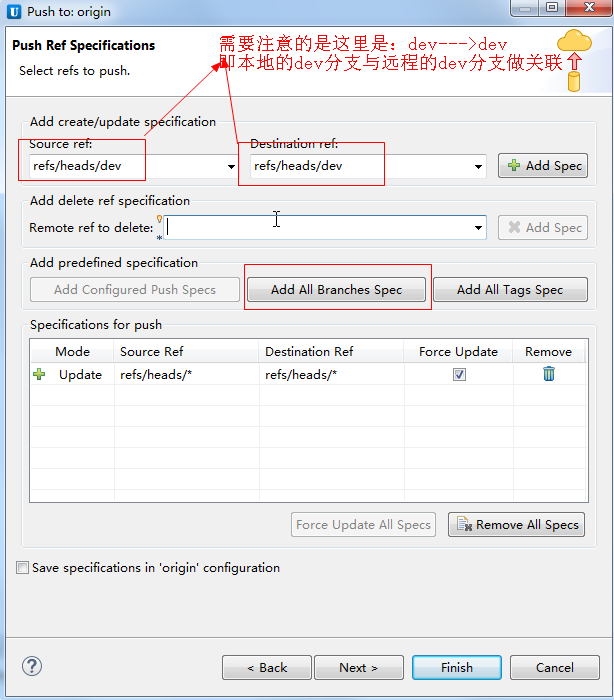 Push to: origin
Push Ref Specifications
Select refs to push.
需要注意的是这里是：dev--->dev
即本地的dev分支与远程的dev分支做关联
Add create/update specification
Source ref:
Destination ref:
refs/heads/dev
refs/heads/dev
Add Spec
Add delete ref specification
Remote ref to delete:
Add Spec
Add predefined specification
Add Configured Push Specs
Add All Branches Spec
Add All Tags Spec
Specifications for push
Mode Source Ref Destination Ref Force Update Remove
Update refs/heads/* refs/heads/*
Force Update All Specs
Remove All Specs
Save specifications in 'origin' configuration
< Back
Next >
Finish
Cancel